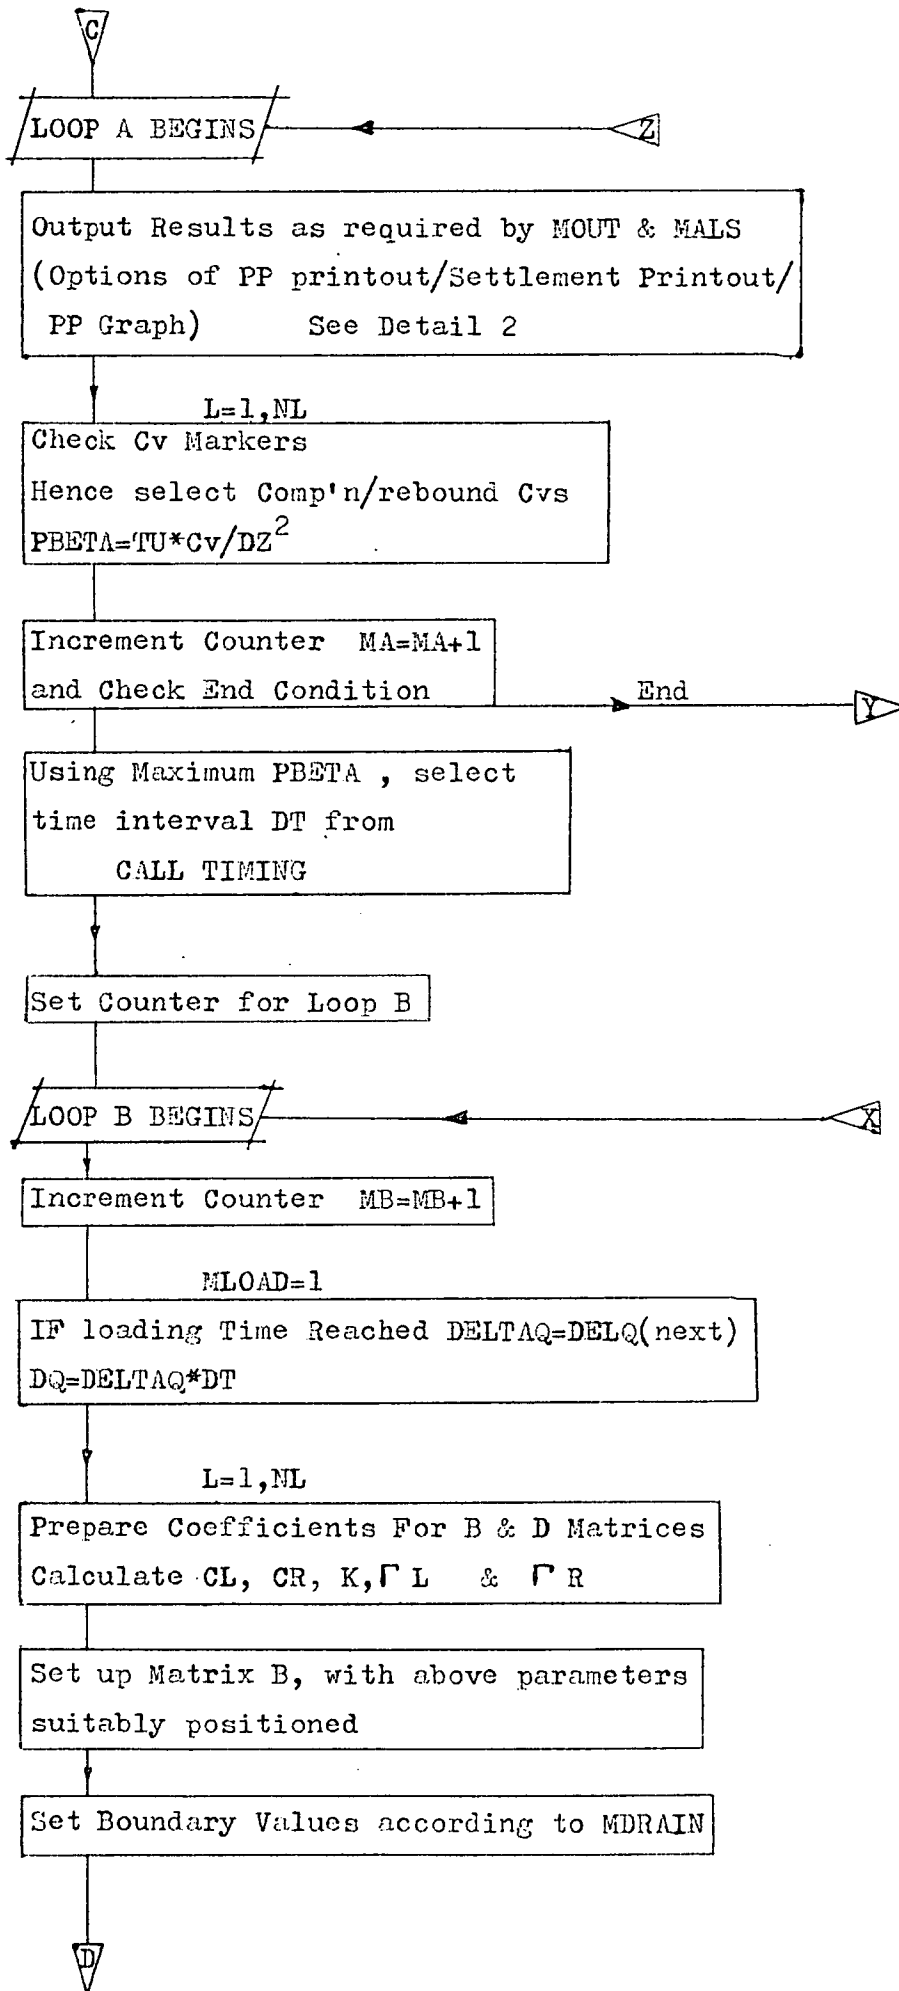 C
LOOP A BEGINS
Z
Output Results as required by MOUT & MALS
(Options of PP printout/Settlement Printout/
PP Graph) See Detail 2
L=1,NL
Check Cv Markers
Hence select Comp'n/rebound Cvs
PBETA=TU*Cv/DZ²
Increment Counter MA=MA+1
and Check End Condition
End
Y
Using Maximum PBETA , select
time interval DT from
CALL TIMING
Set Counter for Loop B
LOOP B BEGINS
X
Increment Counter MB=MB+1
MLOAD=1
IF loading Time Reached DELTAQ=DELQ(next)
DQ=DELTAQ*DT
L=1,NL
Prepare Coefficients For B & D Matrices
Calculate CL, CR, K, Γ L & Γ R
Set up Matrix B, with above parameters
suitably positioned
Set Boundary Values according to MDRAIN
D